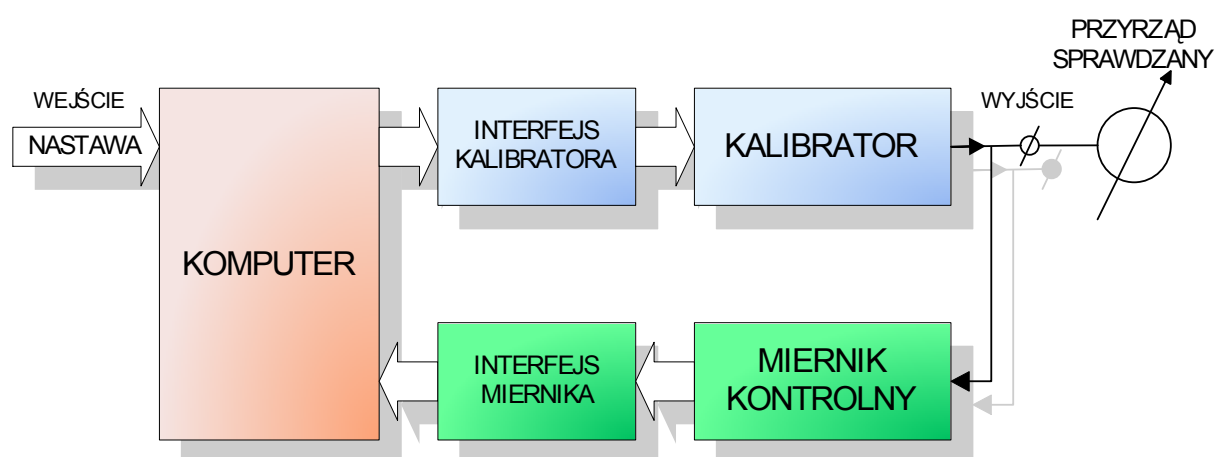 PRZYRZĄD
SPRAWDZANY
WEJŚCIE
NASTAWA
KOMPUTER
INTERFEJS
KALIBRATORA
KALIBRATOR
WYJŚCIE
INTERFEJS
MIERNIKA
MIERNIK
KONTROLNY